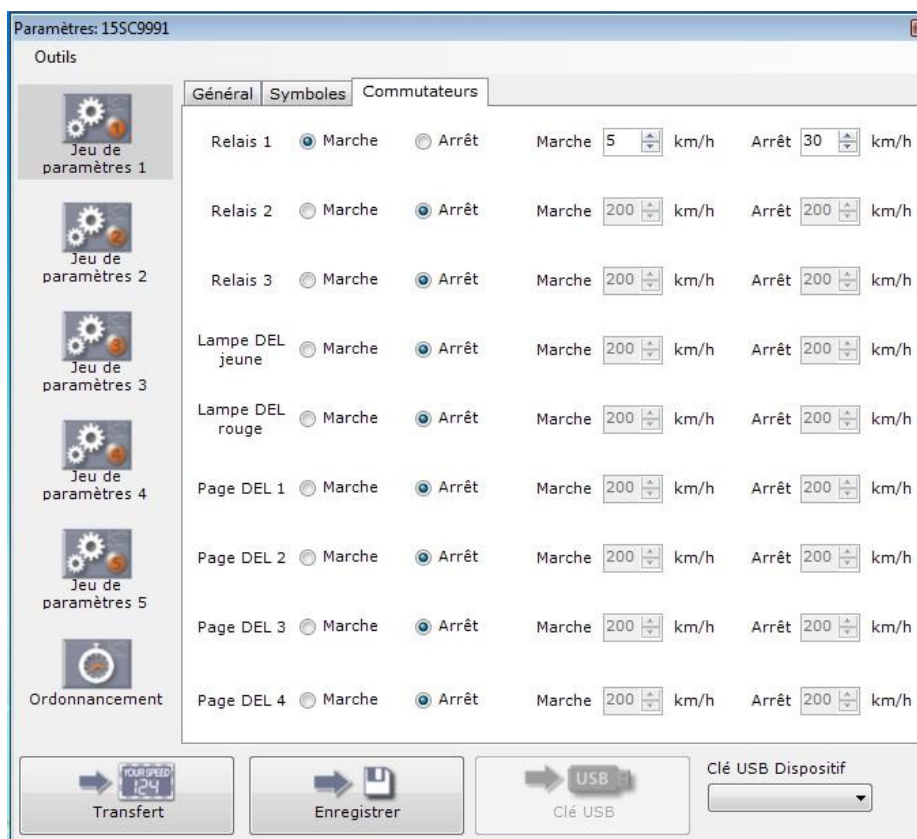 Paramètres: 15SC9991
Outils
Jeu de
paramètres 1
Jeu de
paramètres 2
Jeu de
paramètres 3
Jeu de
paramètres 4
Jeu de
paramètres 5
Ordonnancement
Général Symboles Commutateurs
Relais 1 Marche Arrêt Marche 5 km/h Arrêt 30 km/h
Relais 2 Marche Arrêt Marche 200 km/h Arrêt 200 km/h
Relais 3 Marche Arrêt Marche 200 km/h Arrêt 200 km/h
Lampe DEL
jeune Marche Arrêt Marche 200 km/h Arrêt 200 km/h
Lampe DEL
rouge Marche Arrêt Marche 200 km/h Arrêt 200 km/h
Page DEL 1 Marche Arrêt Marche 200 km/h Arrêt 200 km/h
Page DEL 2 Marche Arrêt Marche 200 km/h Arrêt 200 km/h
Page DEL 3 Marche Arrêt Marche 200 km/h Arrêt 200 km/h
Page DEL 4 Marche Arrêt Marche 200 km/h Arrêt 200 km/h
YOUR SPEED
124
Transfert
Enregistrer
USB
Clé USB
Clé USB Dispositif